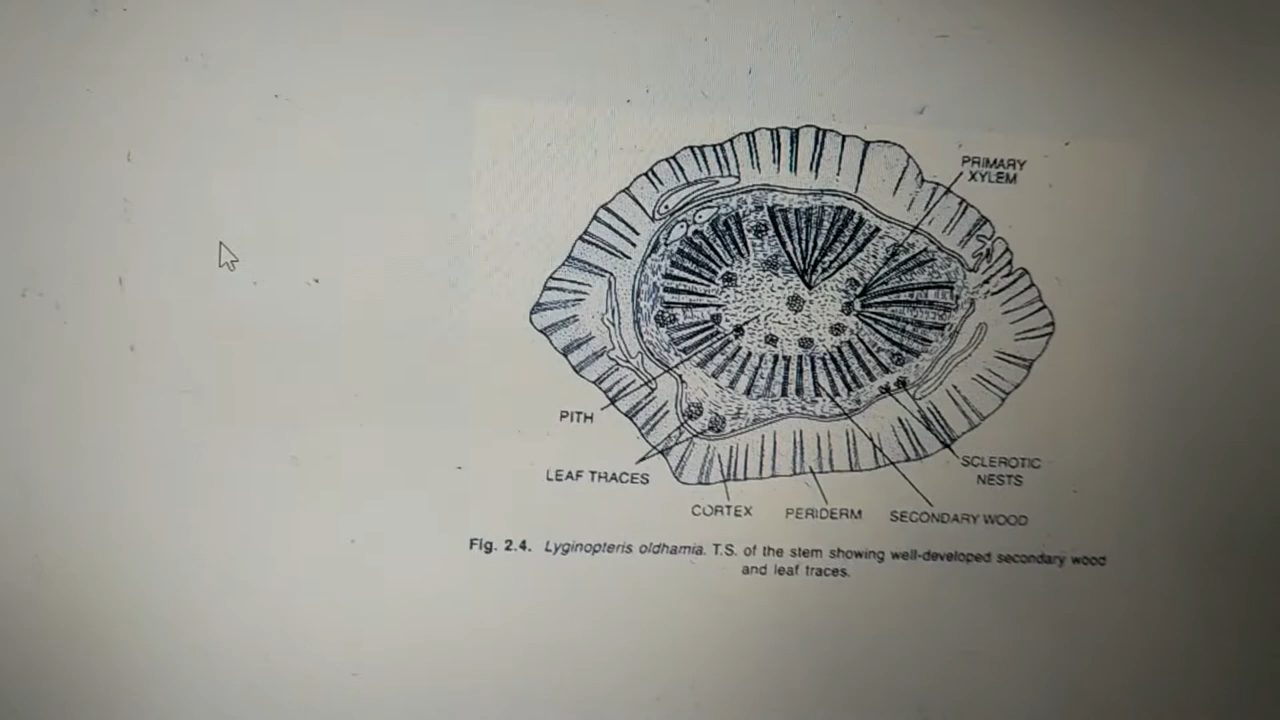 PRIMARY
XYLEM
PITH
LEAF TRACES
CORTEX
PERIDERM
SECONDARY WOOD
SCLEROTIC
NESTS
Fig. 2.4. Lyginopteris oldhamia. T.S. of the stem showing well-developed secondary wood
and leaf traces.